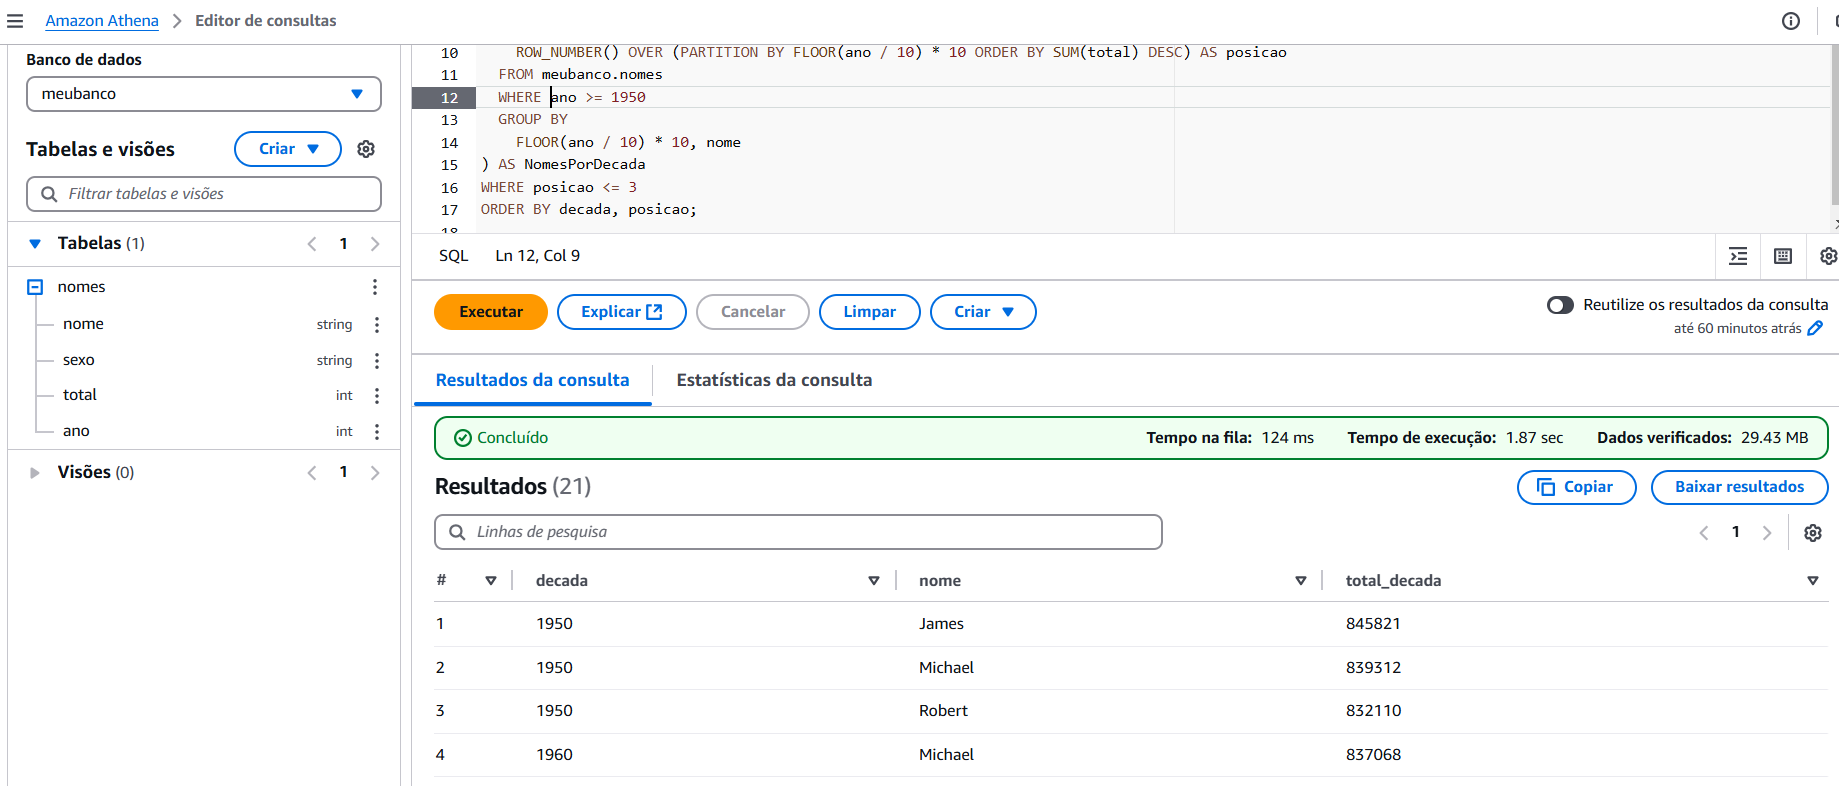 Amazon Athena > Editor de consultas
Banco de dados
meubanco
Tabelas e visões
Criar
Filtrar tabelas e visões
Tabelas (1)
1
nomes
nome string
sexo string
total int
ano int
Visões (0)
1
10 ROW_NUMBER() OVER (PARTITION BY FLOOR(ano / 10) * 10 ORDER BY SUM(total) DESC) AS posicao
11 FROM meubanco.nomes
12 WHERE ano >= 1950
13 GROUP BY
14 FLOOR(ano / 10) * 10, nome
15 ) AS NomesPorDecada
16 WHERE posicao <= 3
17 ORDER BY decada, posicao;
18
SQL Ln 12, Col 9
Executar
Explicar
Cancelar
Limpar
Criar
Reutilize os resultados da consulta
até 60 minutos atrás
Resultados da consulta
Estatísticas da consulta
Concluído
Tempo na fila: 124 ms
Tempo de execução: 1.87 sec
Dados verificados: 29.43 MB
Resultados (21)
Copiar
Baixar resultados
Linhas de pesquisa
1
# decada nome total_decada
1 1950 James 845821
2 1950 Michael 839312
3 1950 Robert 832110
4 1960 Michael 837068